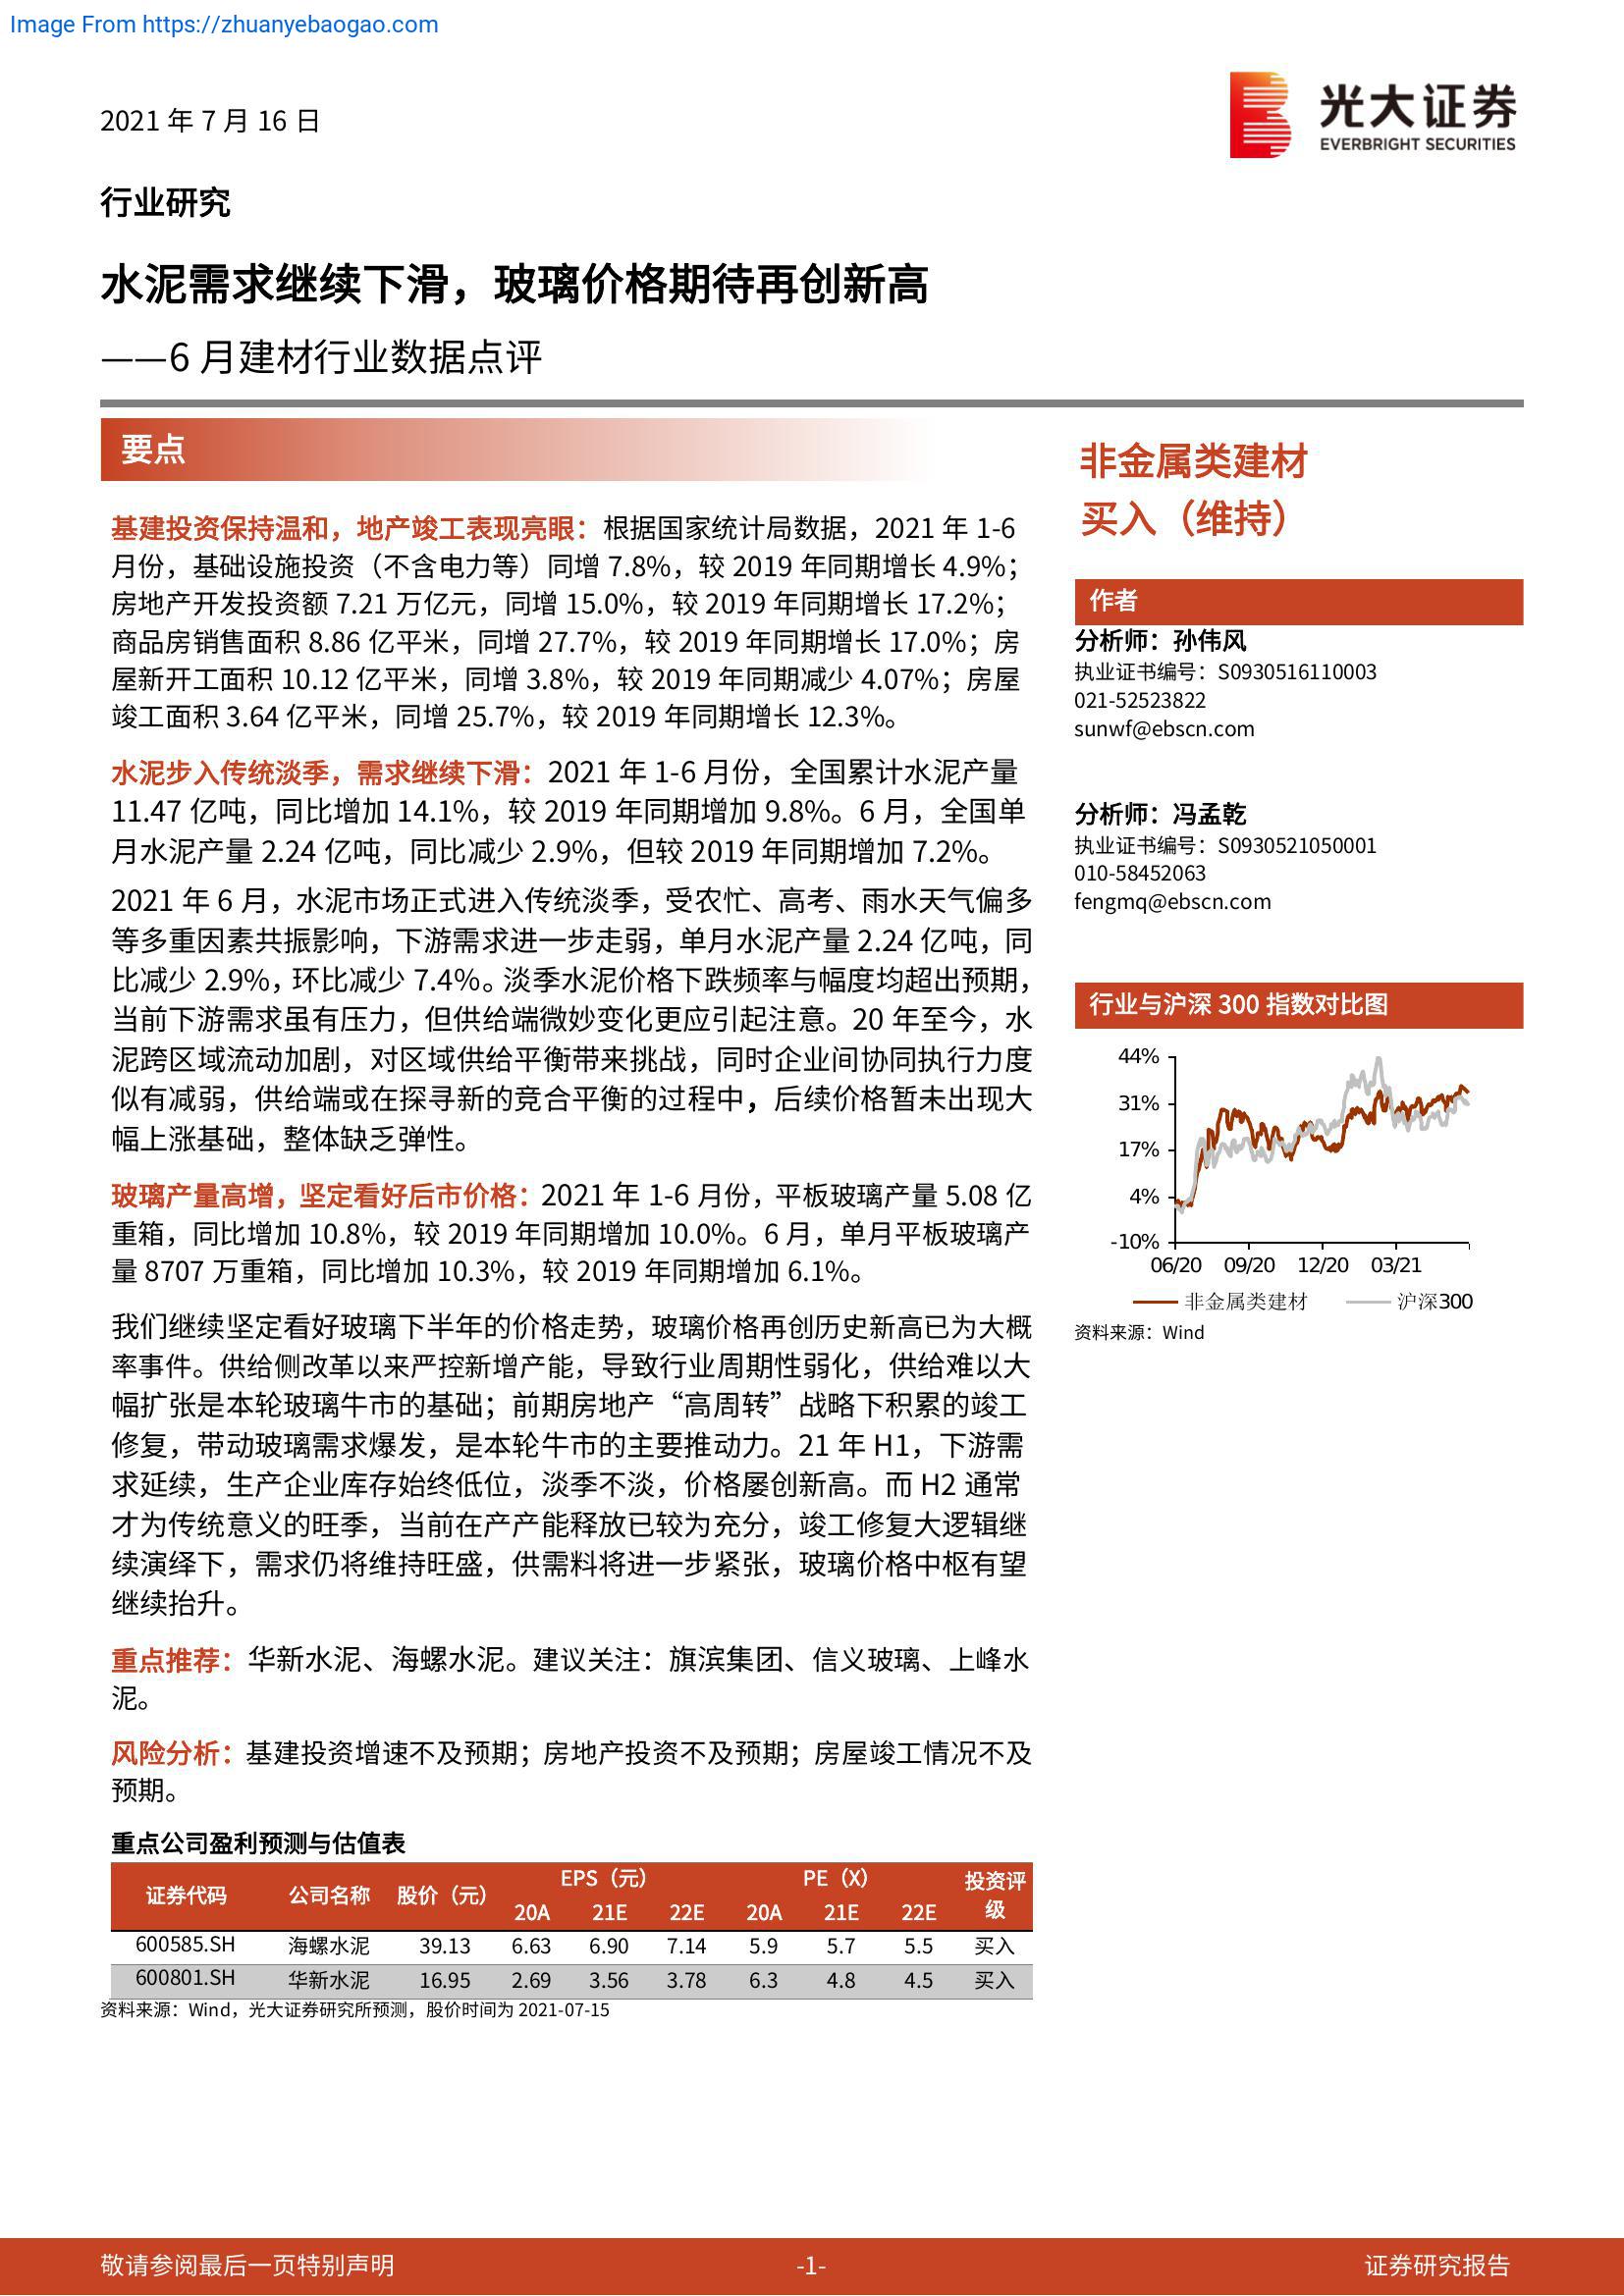 Image From https://zhuanyebaogao.com
2021 年 7 月 16 日
光大证券
EVERBRIGHT SECURITIES
行业研究
水泥需求继续下滑，玻璃价格期待再创新高
——6 月建材行业数据点评
要点
基建投资保持温和，地产竣工表现亮眼：根据国家统计局数据，2021 年 1-6
月份，基础设施投资（不含电力等）同增 7.8%，较 2019 年同期增长 4.9%；
房地产开发投资额 7.21 万亿元，同增 15.0%，较 2019 年同期增长 17.2%；
商品房销售面积 8.86 亿平米，同增 27.7%，较 2019 年同期增长 17.0%；房
屋新开工面积 10.12 亿平米，同增 3.8%，较 2019 年同期减少 4.07%；房屋
竣工面积 3.64 亿平米，同增 25.7%，较 2019 年同期增长 12.3%。
水泥步入传统淡季，需求继续下滑：2021 年 1-6 月份，全国累计水泥产量
11.47 亿吨，同比增加 14.1%，较 2019 年同期增加 9.8%。6 月，全国单
月水泥产量 2.24 亿吨，同比减少 2.9%，但较 2019 年同期增加 7.2%。
2021 年 6 月，水泥市场正式进入传统淡季，受农忙、高考、雨水天气偏多
等多重因素共振影响，下游需求进一步走弱，单月水泥产量 2.24 亿吨，同
比减少 2.9%，环比减少 7.4%。淡季水泥价格下跌频率与幅度均超出预期，
当前下游需求虽有压力，但供给端微妙变化更应引起注意。20 年至今，水
泥跨区域流动加剧，对区域供给平衡带来挑战，同时企业间协同执行力度
似有减弱，供给端或在探寻新的竞合平衡的过程中，后续价格暂未出现大
幅上涨基础，整体缺乏弹性。
玻璃产量高增，坚定看好后市价格：2021 年 1-6 月份，平板玻璃产量 5.08 亿
重箱，同比增加 10.8%，较 2019 年同期增加 10.0%。6 月，单月平板玻璃产
量 8707 万重箱，同比增加 10.3%，较 2019 年同期增加 6.1%。
我们继续坚定看好玻璃下半年的价格走势，玻璃价格再创历史新高已为大概
率事件。供给侧改革以来严控新增产能，导致行业周期性弱化，供给难以大
幅扩张是本轮玻璃牛市的基础；前期房地产“高周转”战略下积累的竣工
修复，带动玻璃需求爆发，是本轮牛市的主要推动力。21 年 H1，下游需
求延续，生产企业库存始终低位，淡季不淡，价格屡创新高。而 H2 通常
才为传统意义的旺季，当前在产产能释放已较为充分，竣工修复大逻辑继
续演绎下，需求仍将维持旺盛，供需料将进一步紧张，玻璃价格中枢有望
继续抬升。
重点推荐：华新水泥、海螺水泥。建议关注：旗滨集团、信义玻璃、上峰水
泥。
风险分析：基建投资增速不及预期；房地产投资不及预期；房屋竣工情况不及
预期。
重点公司盈利预测与估值表
证券代码 公司名称 股价（元） EPS（元） PE（X） 投资评级
20A 21E 22E 20A 21E 22E
600585.SH 海螺水泥 39.13 6.63 6.90 7.14 5.9 5.7 5.5 买入
600801.SH 华新水泥 16.95 2.69 3.56 3.78 6.3 4.8 4.5 买入
资料来源：Wind，光大证券研究所预测，股价时间为 2021-07-15
非金属类建材
买入（维持）
作者
分析师：孙伟风
执业证书编号：S0930516110003
021-52523822
sunwf@ebscn.com
分析师：冯孟乾
执业证书编号：S0930521050001
010-58452063
fengmq@ebscn.com
行业与沪深 300 指数对比图
44%
31%
17%
4%
-10%
06/20 09/20 12/20 03/21
非金属类建材 沪深300
资料来源：Wind
敬请参阅最后一页特别声明 -1- 证券研究报告